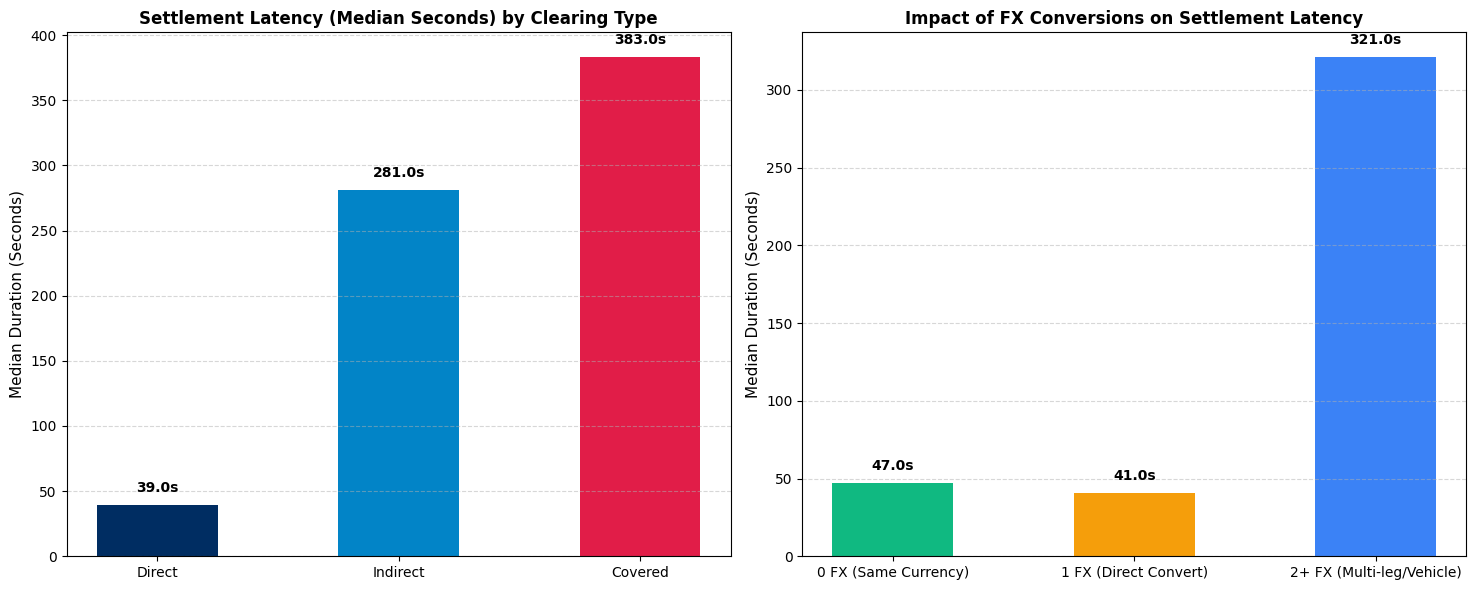 Settlement Latency (Median Seconds) by Clearing Type
Median Duration (Seconds)
400
350
300
250
200
150
100
50
0
39.0s
281.0s
383.0s
Direct
Indirect
Covered
Impact of FX Conversions on Settlement Latency
Median Duration (Seconds)
300
250
200
150
100
50
0
47.0s
41.0s
321.0s
0 FX (Same Currency)
1 FX (Direct Convert)
2+ FX (Multi-leg/Vehicle)